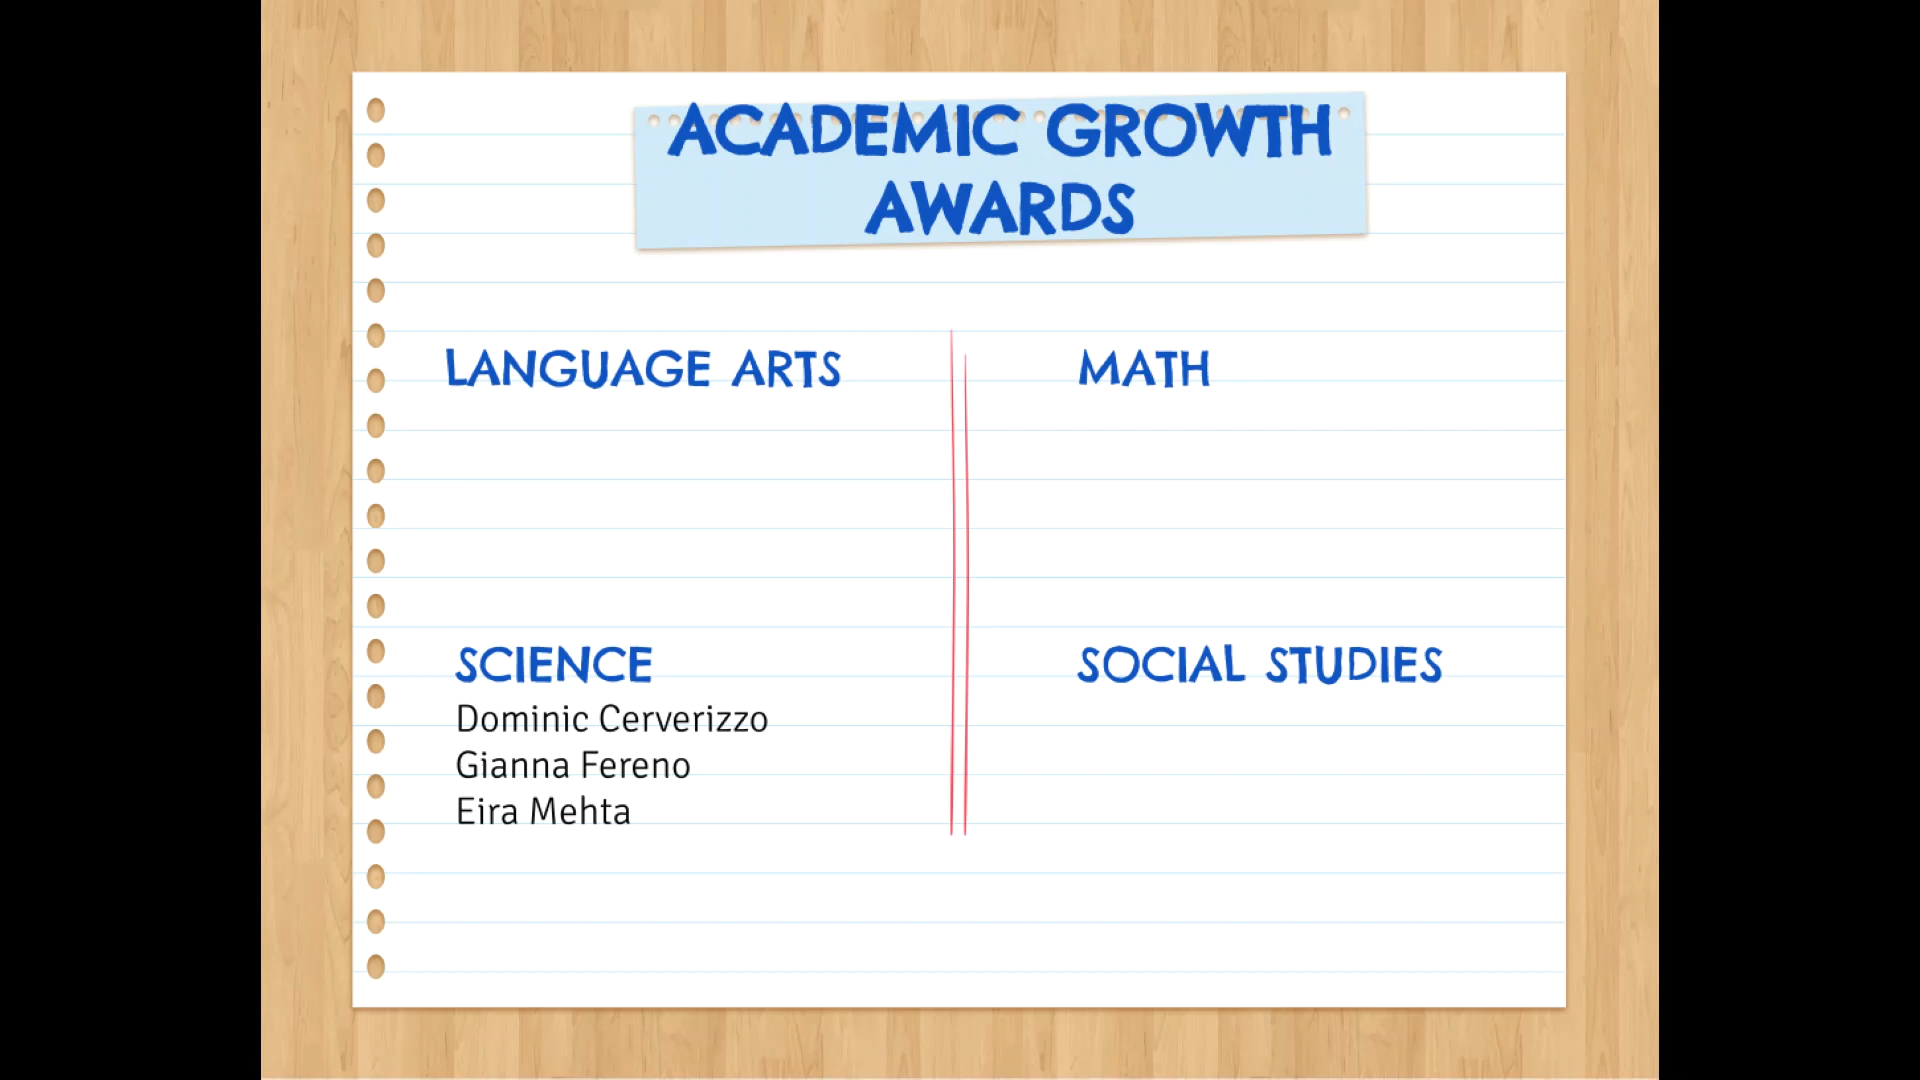 ACADEMIC GROWTH
AWARDS
LANGUAGE ARTS
MATH
SCIENCE
Dominic Cerverizzo
Gianna Fereno
Eira Mehta
SOCIAL STUDIES